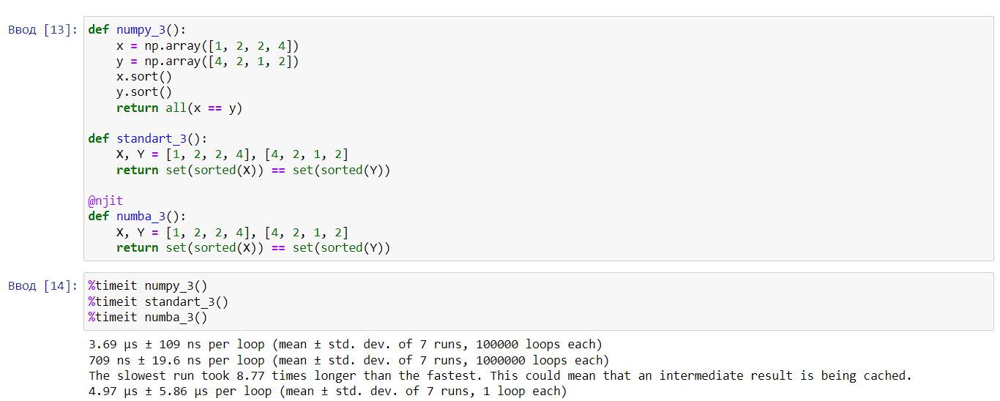 Ввод [13]: def numpy_3():
    x = np.array([1, 2, 2, 4])
    y = np.array([4, 2, 1, 2])
    x.sort()
    y.sort()
    return all(x == y)
def standart_3():
    X, Y = [1, 2, 2, 4], [4, 2, 1, 2]
    return set(sorted(X)) == set(sorted(Y))
@njit
def numba_3():
    X, Y = [1, 2, 2, 4], [4, 2, 1, 2]
    return set(sorted(X)) == set(sorted(Y))
Ввод [14]: %timeit numpy_3()
%timeit standart_3()
%timeit numba_3()
3.69 µs ± 109 ns per loop (mean ± std. dev. of 7 runs, 100000 loops each)
709 ns ± 19.6 ns per loop (mean ± std. dev. of 7 runs, 1000000 loops each)
The slowest run took 8.77 times longer than the fastest. This could mean that an intermediate result is being cached.
4.97 µs ± 5.86 µs per loop (mean ± std. dev. of 7 runs, 1 loop each)